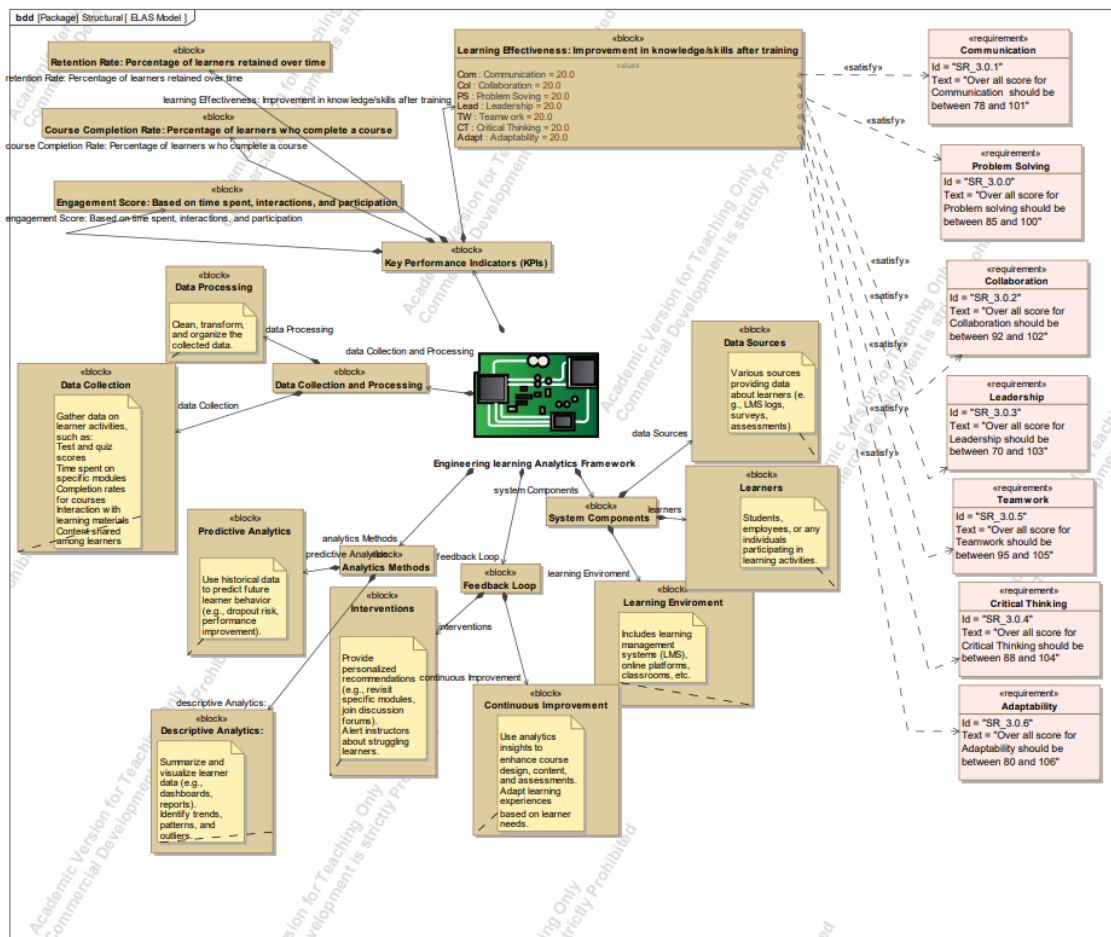 bdd [Package] Structural [ ELAS Model ]
«block»
Retention Rate: Percentage of learners retained over time
retention Rate: Percentage of learners retained over time
learning Effectiveness: Improvement in knowledge/skills after training
«block»
Course Completion Rate: Percentage of learners who complete a course
course Completion Rate: Percentage of learners who complete a course
«block»
Engagement Score: Based on time spent, interactions, and participation
engagement Score: Based on time spent, interactions, and participation
«block»
Key Performance Indicators (KPIs)
«block»
Learning Effectiveness: Improvement in knowledge/skills after training
values
Com : Communication = 20.0
Col : Collaboration = 20.0
PS : Problem Soving = 20.0
Lead : Leadership = 20.0
TW : Teamwork = 20.0
CT : Critical Thinking = 20.0
Adapt : Adaptability = 20.0
«satisfy»
«satisfy»
«satisfy»
«satisfy»
«satisfy»
«satisfy»
«satisfy»
«requirement»
Communication
Id = "SR_3.0.1"
Text = "Over all score for
Communication  should be
between 78 and 101"
«requirement»
Problem Solving
Id = "SR_3.0.0"
Text = "Over all score for
Problem solving should be
between 85 and 100"
«requirement»
Collaboration
Id = "SR_3.0.2"
Text = "Over all score for
Collaboration should be
between 92 and 102"
«requirement»
Leadership
Id = "SR_3.0.3"
Text = "Over all score for
Leadership should be
between 70 and 103"
«requirement»
Teamwork
Id = "SR_3.0.5"
Text = "Over all score for
Teamwork should be
between 95 and 105"
«requirement»
Critical Thinking
Id = "SR_3.0.4"
Text = "Over all score for
Critical Thinking should be
between 88 and 104"
«requirement»
Adaptability
Id = "SR_3.0.6"
Text = "Over all score for
Adaptability should be
between 80 and 106"
«block»
Data Processing
Clean, transform,
and organize the
collected data.
data Processing
data Collection and Processing
«block»
Data Collection and Processing
data Collection
«block»
Data Collection
Gather data on
learner activities,
such as:
Test and quiz
scores
Time spent on
specific modules
Completion rates
for courses
Interaction with
learning materials
Content shared
among learners
Engineering learning Analytics Framework
«block»
Data Sources
Various sources
providing data
about learners (e.
g., LMS logs,
surveys,
assessments)
data Sources
system Components
«block»
System Components
learners
«block»
Learners
Students,
employees, or any
individuals
participating in
learning activities.
learning Enviroment
«block»
Learning Enviroment
Includes learning
management
systems (LMS),
online platforms,
classrooms, etc.
analytics Methods
«block»
Analytics Methods
predictive Analytics
«block»
Predictive Analytics
Use historical data
to predict future
learner behavior
(e.g., dropout risk,
performance
improvement).
descriptive Analytics:
«block»
Descriptive Analytics:
Summarize and
visualize learner
data (e.g.,
dashboards,
reports).
Identify trends,
patterns, and
outliers.
feedback Loop
«block»
Feedback Loop
interventions
«block»
Interventions
Provide
personalized
recommendations
(e.g., revisit
specific modules,
join discussion
forums).
Alert instructors
about struggling
learners.
continuous Improvement
«block»
Continuous Improvement
Use analytics
insights to
enhance course
design, content,
and assessments.
Adapt learning
experiences
based on learner
needs.
Academic Version for Teaching Only
Commercial Development is strictly Prohibited